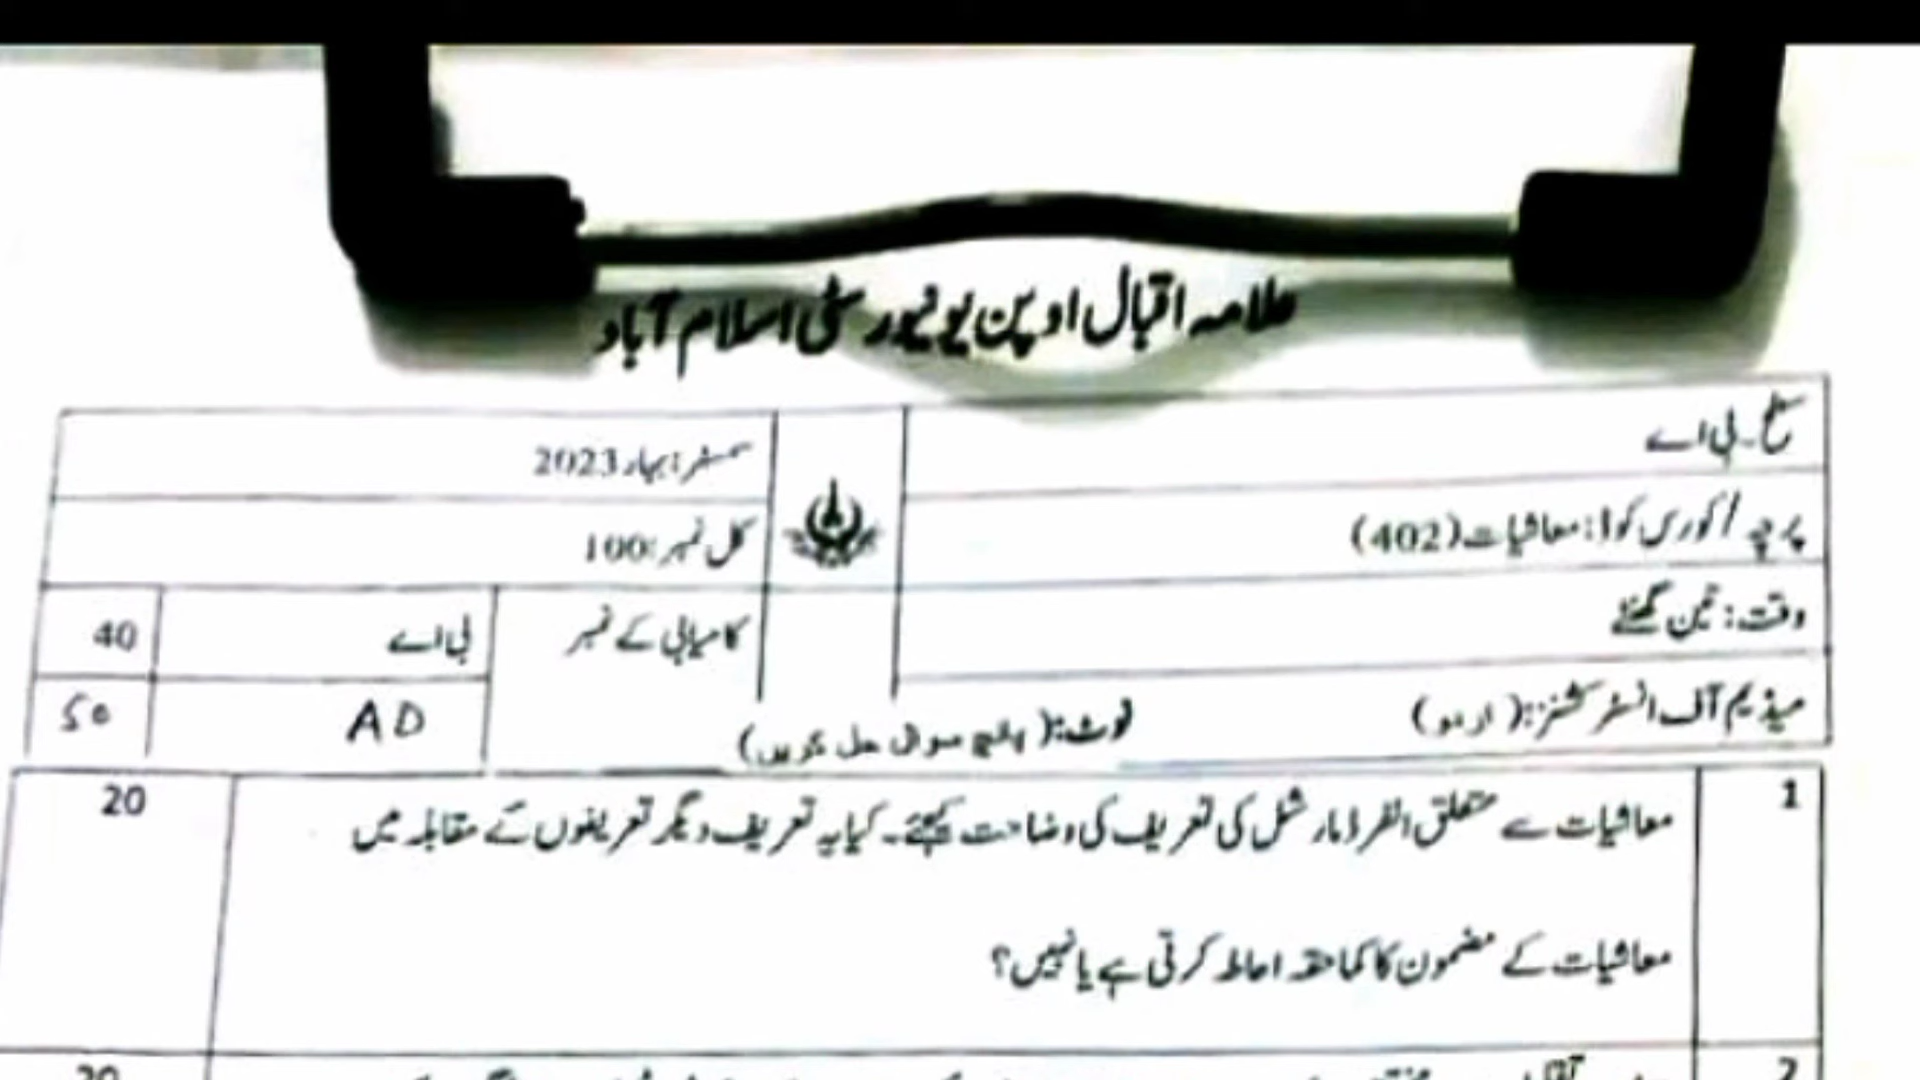 علامہ اقبال اوپن یونیورسٹی اسلام آباد
سطح۔بی اے
سمسٹر: بہار 2023
پرچہ / کورس کوڈ: معاشیات (402)
کل نمبر: 100
وقت: تین گھنٹے
کامیابی کے نمبر
بی اے
40
میڈیم آف انسٹرکشنز: (اردو)
نوٹ: (پانچ سوال حل کریں)
AD
50
1
معاشیات سے متعلق الفرڈ مارشل کی تعریف کی وضاحت کیجئے۔ کیا یہ تعریف دیگر تعریفوں کے مقابلہ میں
20
معاشیات کے مضمون کا کماحقہ احاطہ کرتی ہے یا نہیں؟
2
20